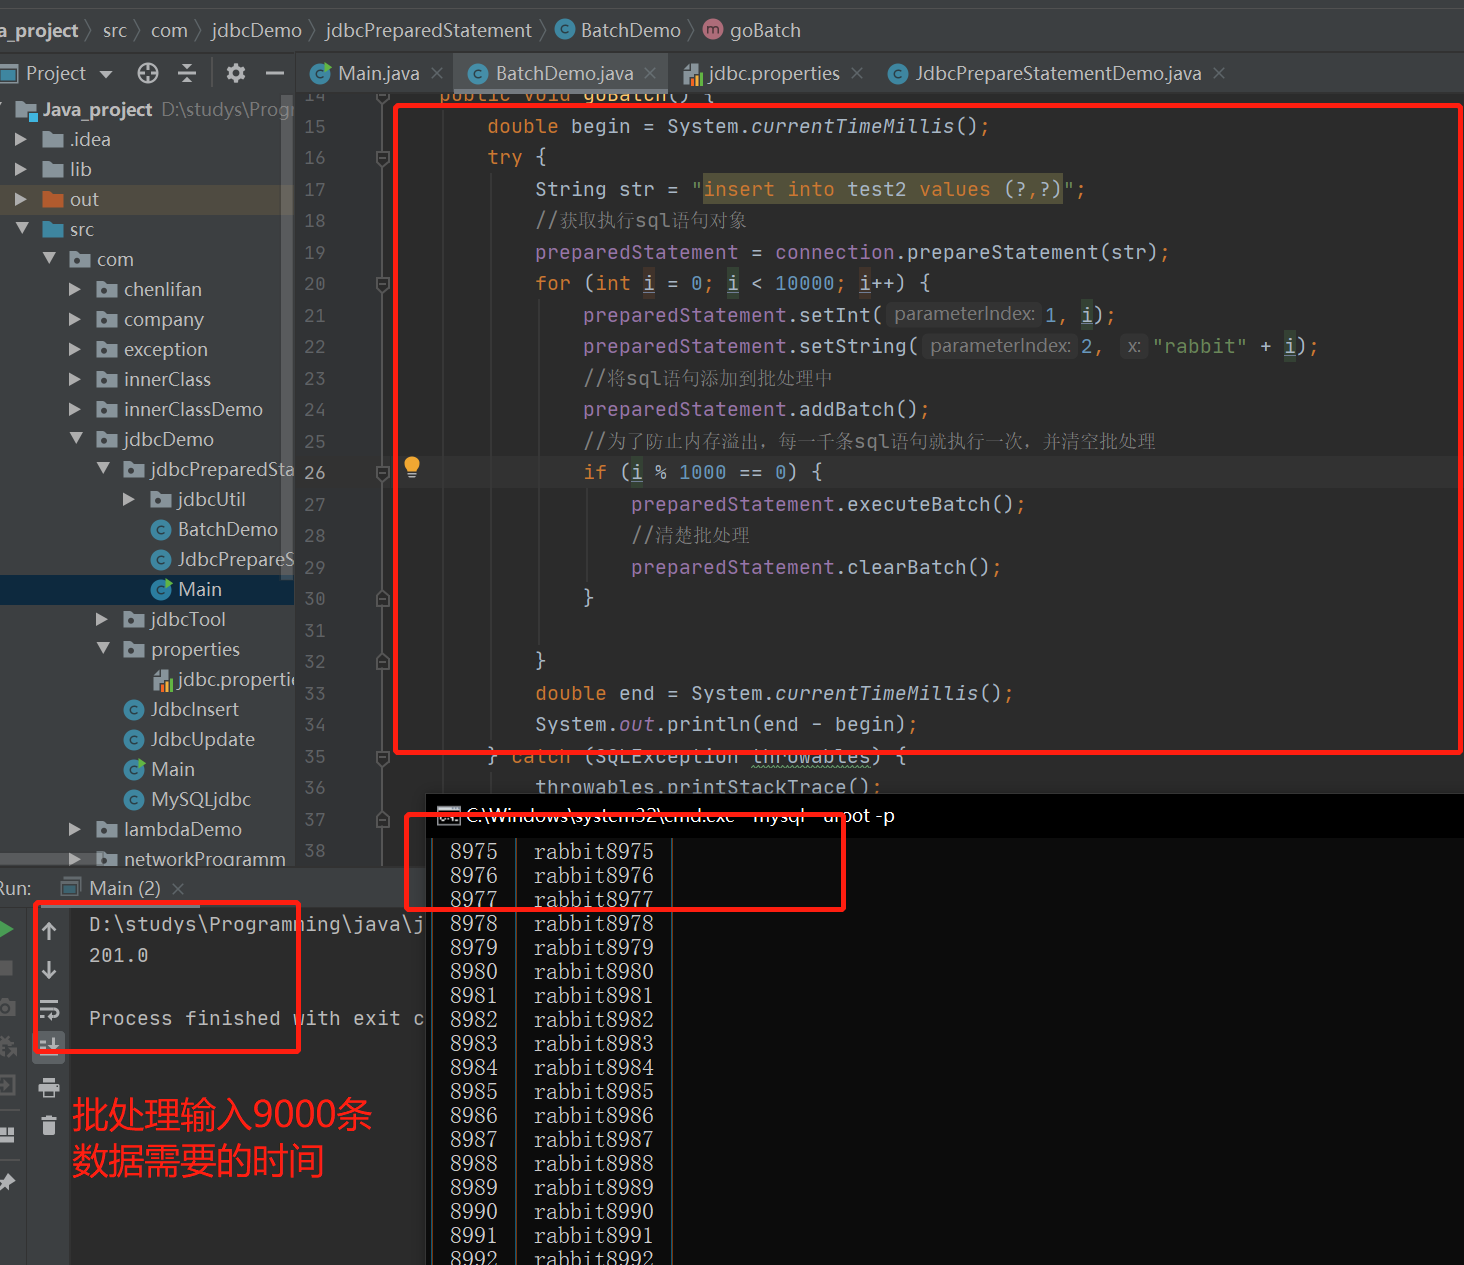 a_project src com jdbcDemo jdbcPreparedStatement BatchDemo goBatch
Project
Main.java BatchDemo.java jdbc.properties JdbcPrepareStatementDemo.java
Java_project D:\studys\Progr
.idea
lib
out
src
com
chenlifan
company
exception
innerClass
innerClassDemo
jdbcDemo
jdbcPreparedSta
jdbcUtil
BatchDemo
JdbcPrepareS
Main
jdbcTool
properties
jdbc.propertie
JdbcInsert
JdbcUpdate
Main
MySQLjdbc
lambdaDemo
networkProgramm
14 public void goBatch() {
15 double begin = System.currentTimeMillis();
16 try {
17 String str = "insert into test2 values (?,?)";
18 //获取执行sql语句对象
19 preparedStatement = connection.prepareStatement(str);
20 for (int i = 0; i < 10000; i++) {
21 preparedStatement.setInt( parameterIndex: 1, i);
22 preparedStatement.setString( parameterIndex: 2, x: "rabbit" + i);
23 //将sql语句添加到批处理中
24 preparedStatement.addBatch();
25 //为了防止内存溢出，每一千条sql语句就执行一次，并清空批处理
26 if (i % 1000 == 0) {
27 preparedStatement.executeBatch();
28 //清楚批处理
29 preparedStatement.clearBatch();
30 }
31
32 }
33 double end = System.currentTimeMillis();
34 System.out.println(end - begin);
35 } catch (SQLException throwables) {
36 throwables.printStackTrace();
37
38
Run: Main (2)
D:\studys\Programming\java\j
201.0
Process finished with exit c
批处理输入9000条
数据需要的时间
C:\Windows\system32\cmd.exe - mysql -uroot -p
8975 rabbit8975
8976 rabbit8976
8977 rabbit8977
8978 rabbit8978
8979 rabbit8979
8980 rabbit8980
8981 rabbit8981
8982 rabbit8982
8983 rabbit8983
8984 rabbit8984
8985 rabbit8985
8986 rabbit8986
8987 rabbit8987
8988 rabbit8988
8989 rabbit8989
8990 rabbit8990
8991 rabbit8991
8992 rabbit8992